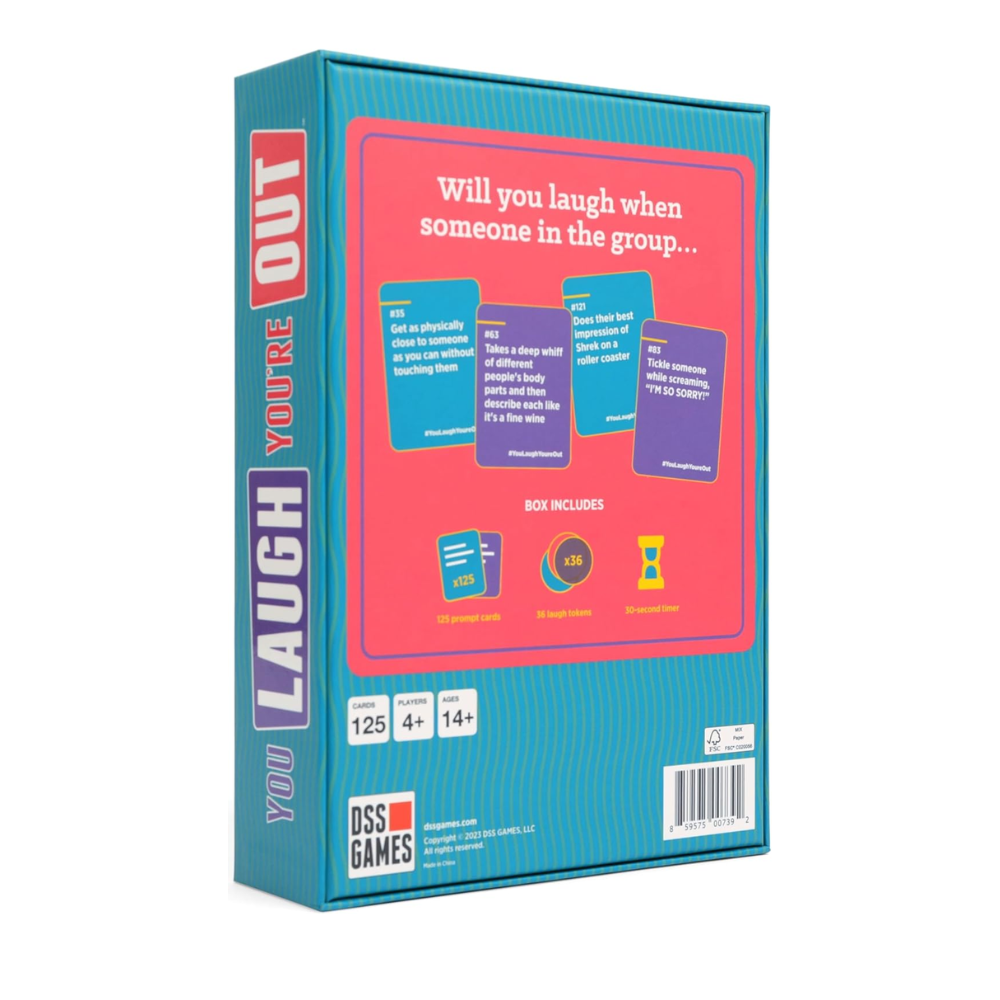 YOU LAUGH YOU'RE OUT
Will you laugh when
someone in the group...
#35
Get as physically
close to someone
as you can without
touching them
#YouLaughYoureO
#63
Takes a deep whiff
of different
people's body
parts and then
describe each like
it's a fine wine
#YouLaughYoureOut
#121
Does their best
impression of
Shrek on a
roller coaster
#YouLaugh
#83
Tickle someone
while screaming,
"I'M SO SORRY!"
#YouLaughYoureOut
BOX INCLUDES
x125
125 prompt cards
x36
36 laugh tokens
30-second timer
CARDS
125
PLAYERS
4+
AGES
14+
DSS
GAMES
dssgames.com
Copyright © 2023 DSS GAMES, LLC
All rights reserved.
Made in China
FSC
MIX
Paper
8 59575 00739 2